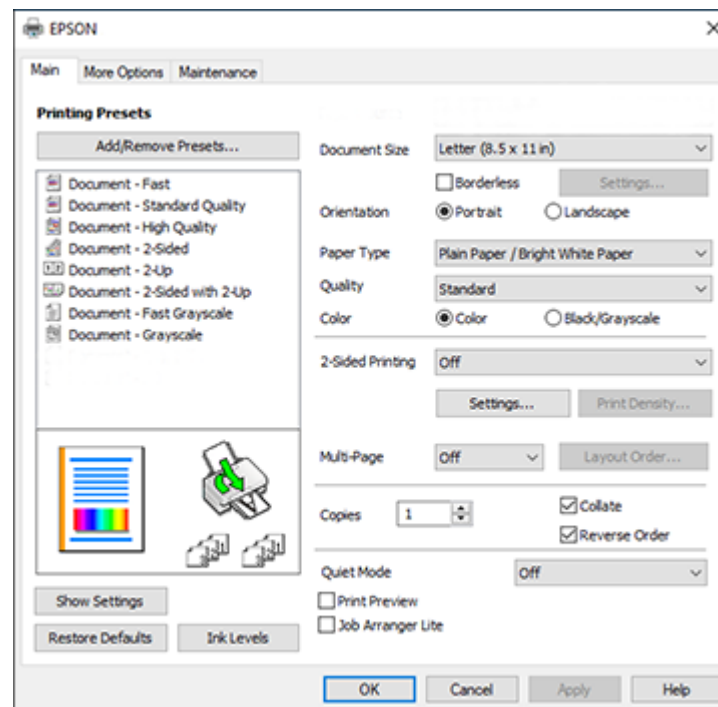 EPSON
Main More Options Maintenance
Printing Presets
Add/Remove Presets...
Document - Fast
Document - Standard Quality
Document - High Quality
Document - 2-Sided
Document - 2-Up
Document - 2-Sided with 2-Up
Document - Fast Grayscale
Document - Grayscale
Show Settings
Restore Defaults Ink Levels
Document Size Letter (8.5 x 11 in)
Borderless Settings...
Orientation Portrait Landscape
Paper Type Plain Paper / Bright White Paper
Quality Standard
Color Color Black/Grayscale
2-Sided Printing Off
Settings... Print Density...
Multi-Page Off Layout Order...
Copies 1 Collate
Reverse Order
Quiet Mode Off
Print Preview
Job Arranger Lite
OK Cancel Apply Help